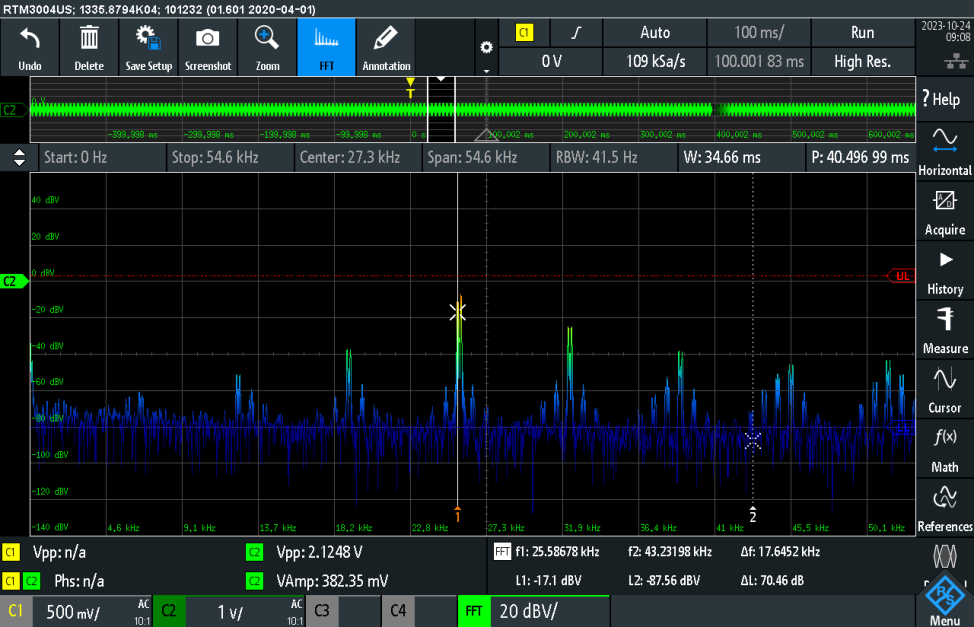 RTM3004US; 1335.8794K04; 101232 (01.601 2020-04-01)
Undo Delete Save Setup Screenshot Zoom FFT Annotation
C1 Auto 100 ms/ Run
0 V 109 kSa/s 100.001 83 ms High Res.
2023-10-24
09:08
Help
C2 0 V T
-399,998 ms -299,998 ms -199,998 ms -99,998 ms 0 s 100,002 ms 200,002 ms 300,002 ms 400,002 ms 500,002 ms 600,002 ms
Start: 0 Hz Stop: 54.6 kHz Center: 27.3 kHz Span: 54.6 kHz RBW: 41.5 Hz W: 34.66 ms P: 40.496 99 ms
Horizontal
40 dBV
A/D
Acquire
20 dBV
C2 0 dBV UL
History
-20 dBV
-40 dBV
Measure
-60 dBV
Cursor
-80 dBV
f(x)
-100 dBV
Math
-120 dBV
1 2
References
-140 dBV 4.6 kHz 9.1 kHz 13.7 kHz 18.2 kHz 22.8 kHz 27.3 kHz 31.9 kHz 36.4 kHz 41 kHz 45.5 kHz 50.1 kHz
C1 Vpp: n/a C2 Vpp: 2.1248 V FFT f1: 25.58678 kHz f2: 43.23198 kHz Δf: 17.6452 kHz
C1 C2 Phs: n/a C2 VAmp: 382.35 mV L1: -17.1 dBV L2: -87.56 dBV ΔL: 70.46 dB
C1 500 mV/ AC 10:1 C2 1 V/ AC 10:1 C3 C4 FFT 20 dBV/
R&S
Menu